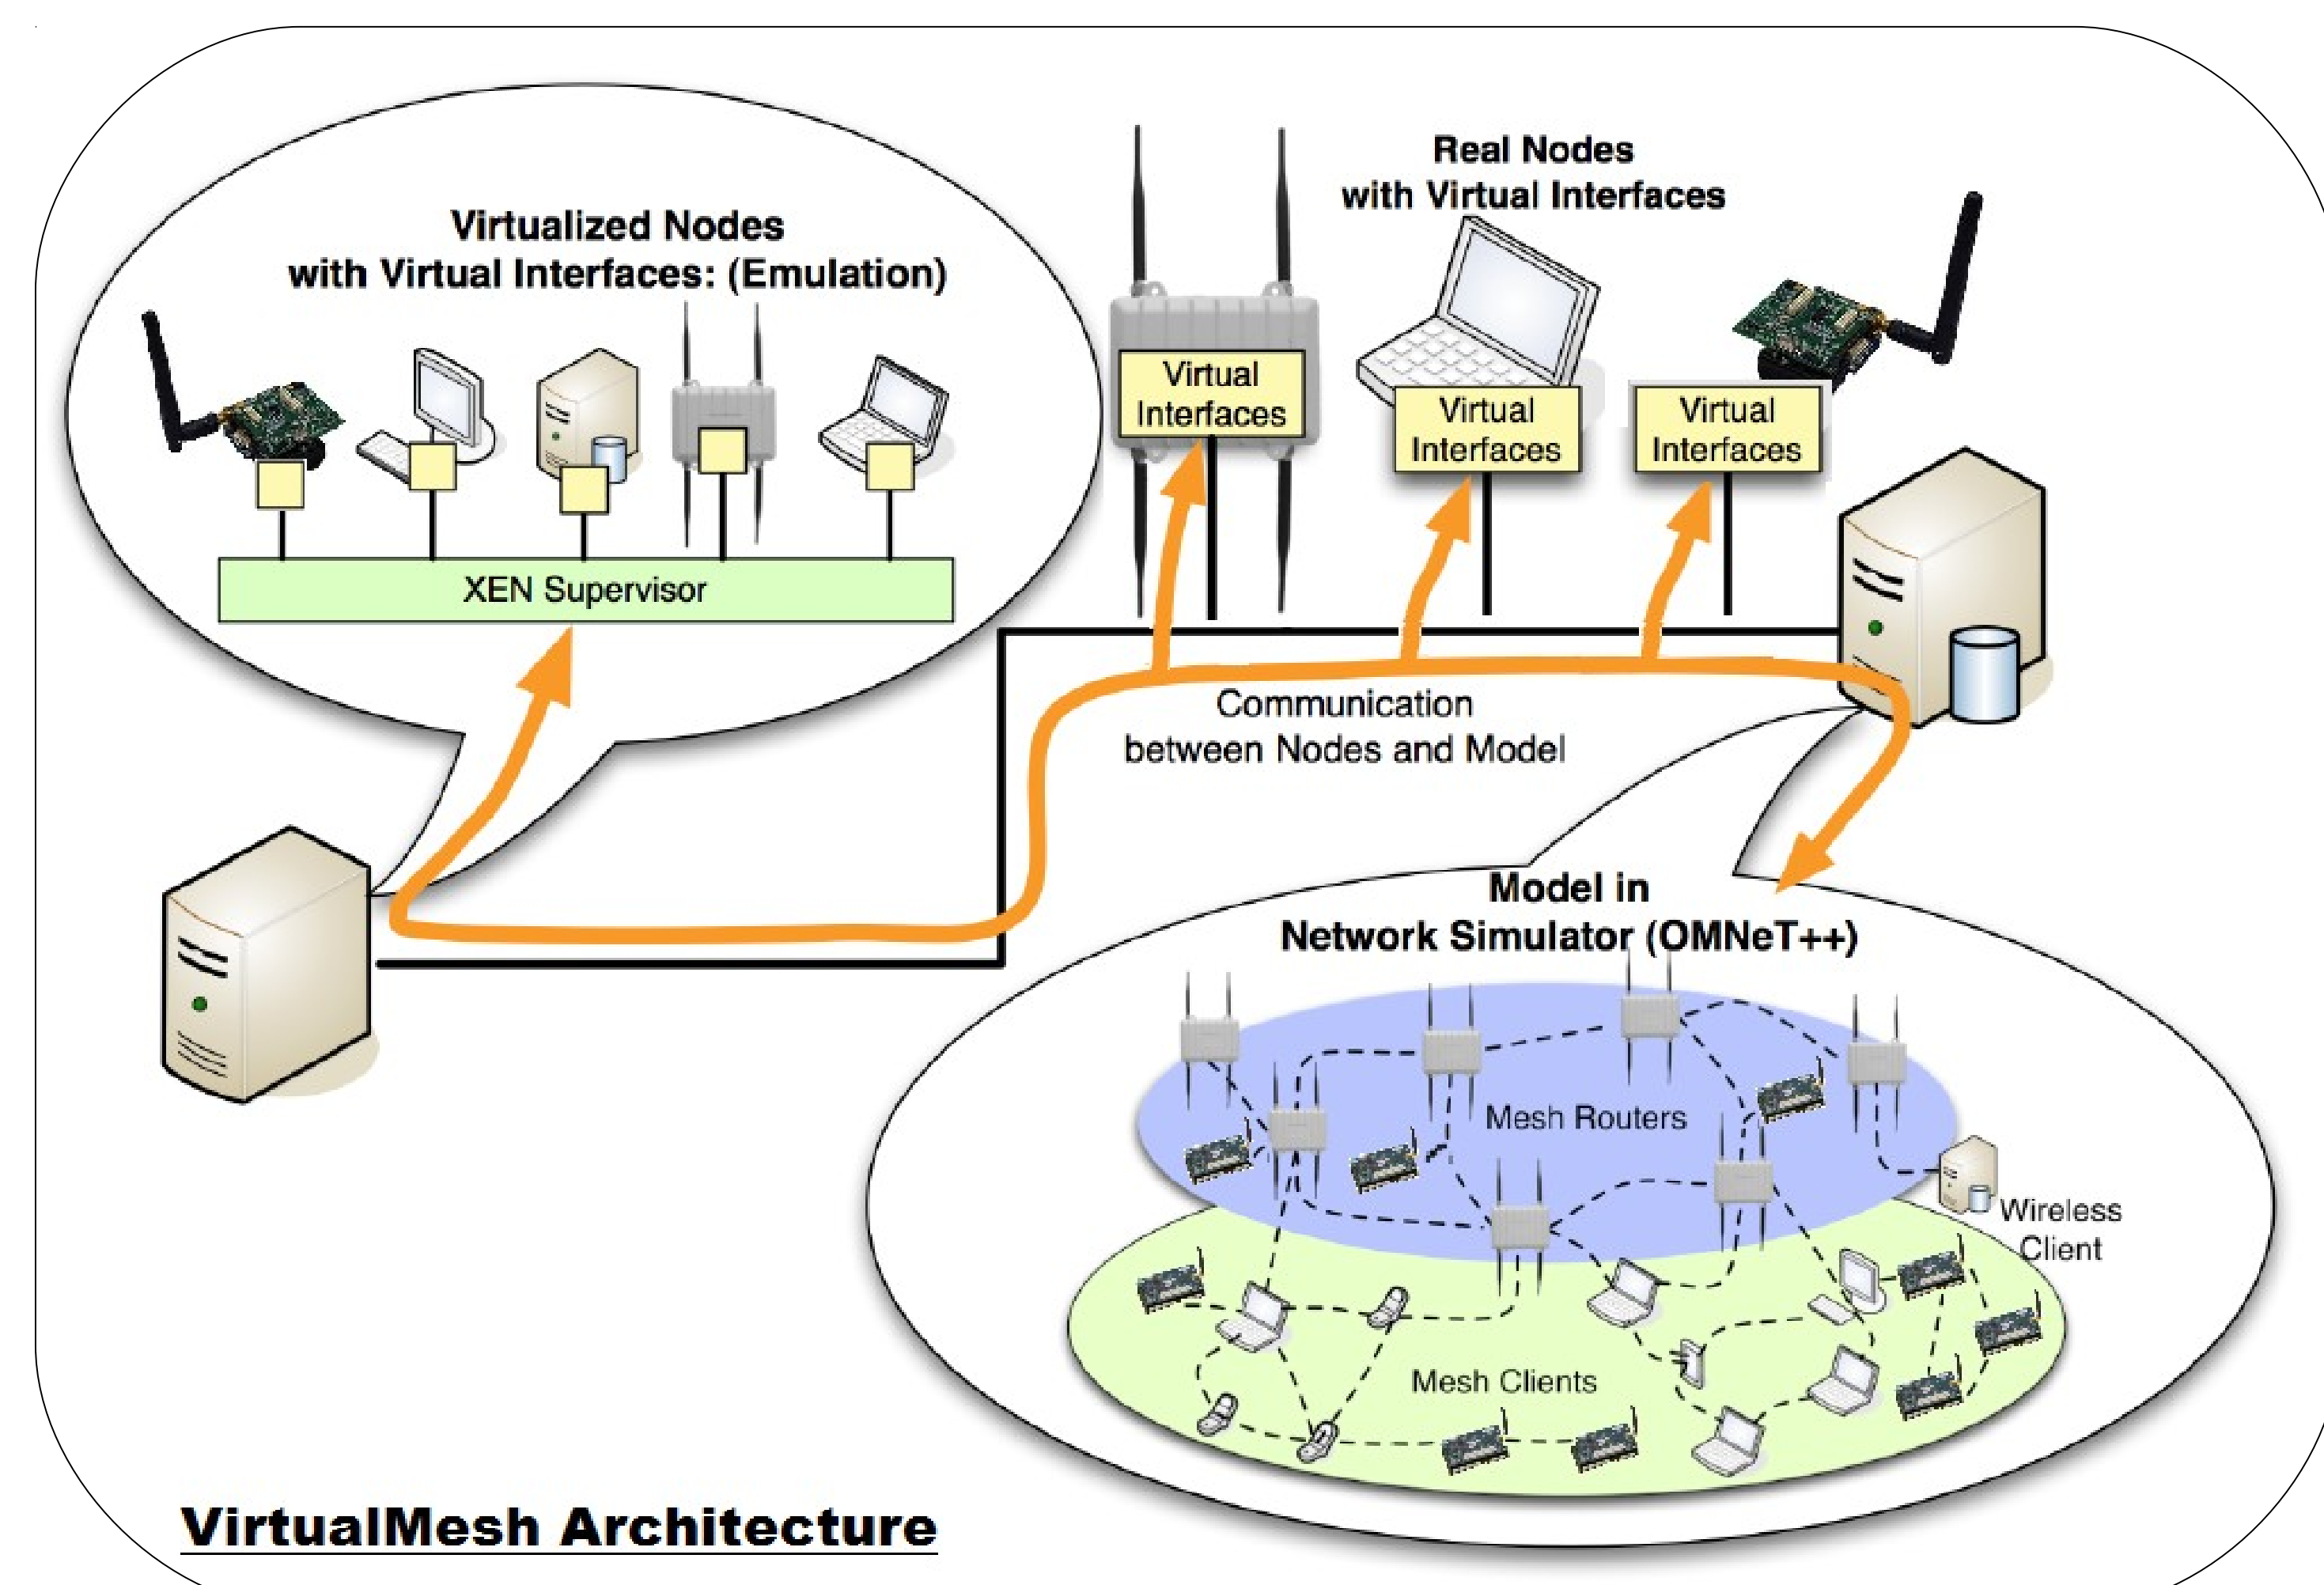 Virtualized Nodes
with Virtual Interfaces: (Emulation)
XEN Supervisor
Real Nodes
with Virtual Interfaces
Virtual
Interfaces
Virtual
Interfaces
Virtual
Interfaces
Communication
between Nodes and Model
Model in
Network Simulator (OMNeT++)
Mesh Routers
Wireless
Client
Mesh Clients
VirtualMesh Architecture